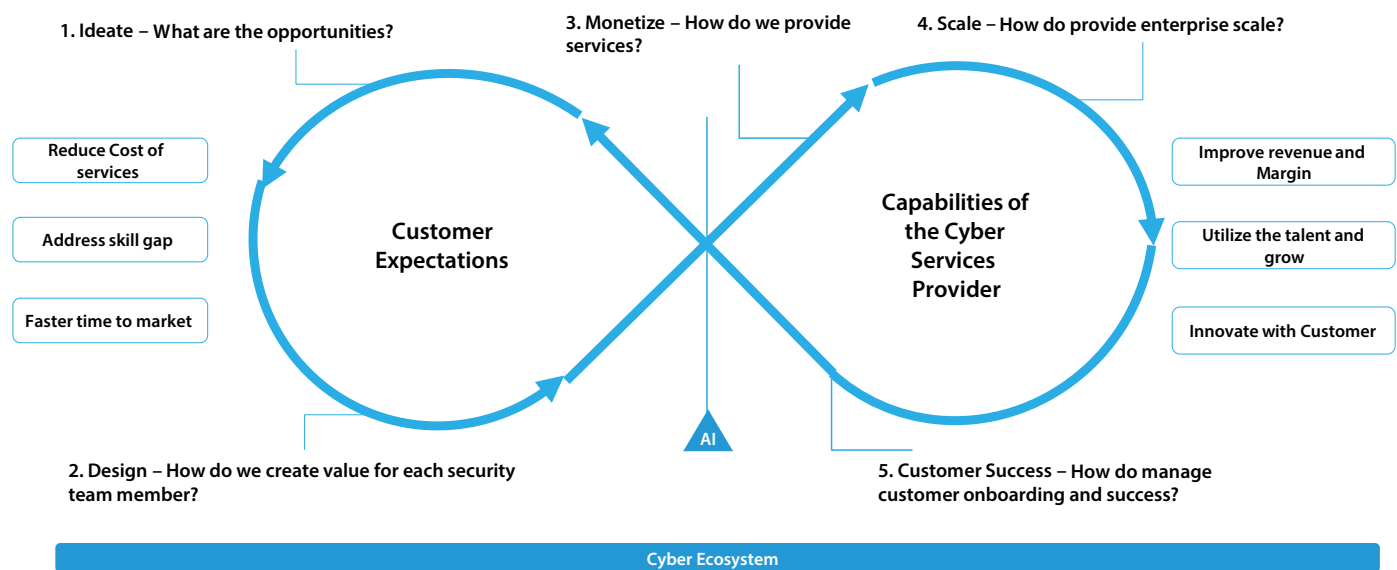 1. Ideate – What are the opportunities?
3. Monetize – How do we provide
services?
4. Scale – How do provide enterprise scale?
Reduce Cost of
services
Address skill gap
Faster time to market
Customer
Expectations
Capabilities of
the Cyber
Services
Provider
Improve revenue and
Margin
Utilize the talent and
grow
Innovate with Customer
AI
2. Design – How do we create value for each security
team member?
5. Customer Success – How do manage
customer onboarding and success?
Cyber Ecosystem